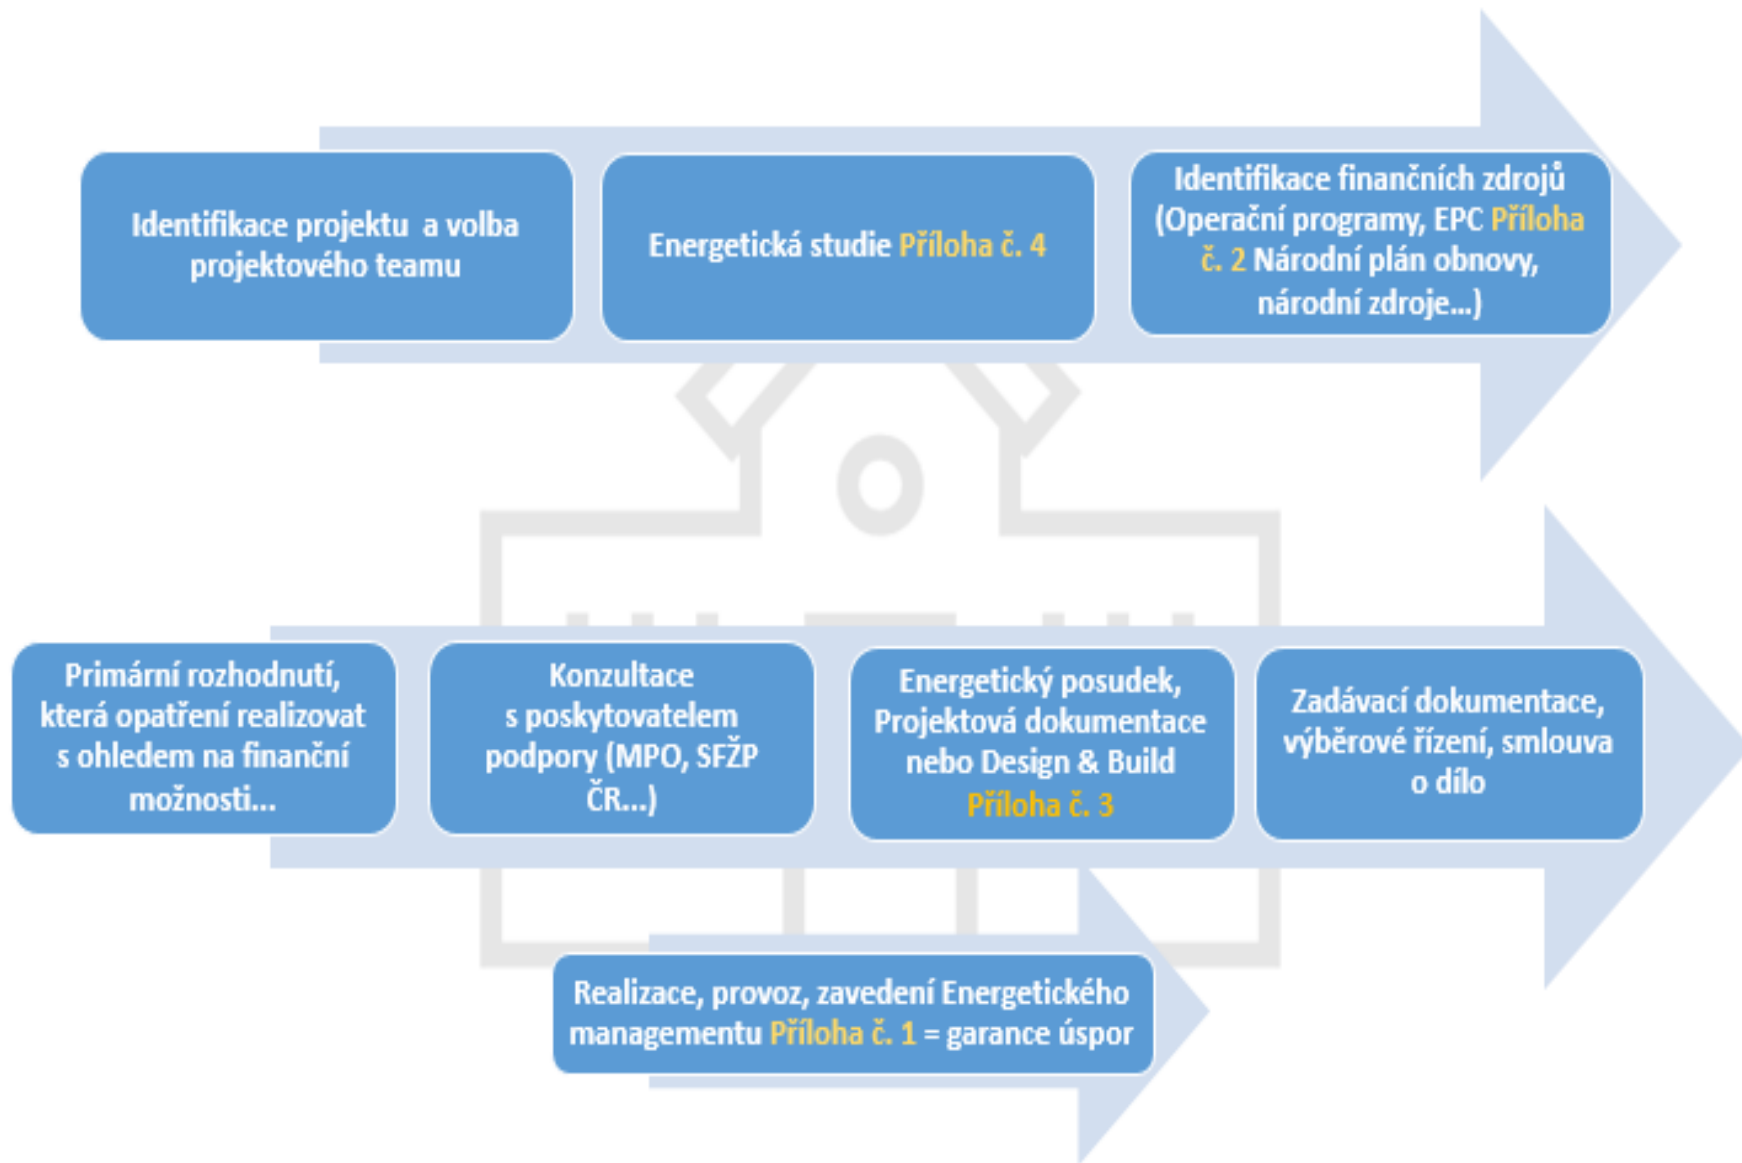 Identifikace projektu a volba
projektového teamu
Energetická studie Příloha č. 4
Identifikace finančních zdrojů
(Operační programy, EPC Příloha
č. 2 Národní plán obnovy,
národní zdroje...)
Primární rozhodnutí,
která opatření realizovat
s ohledem na finanční
možnosti...
Konzultace
s poskytovatelem
podpory (MPO, SFŽP
ČR...)
Energetický posudek,
Projektová dokumentace
nebo Design & Build
Příloha č. 3
Zadávací dokumentace,
výběrové řízení, smlouva
o dílo
Realizace, provoz, zavedení Energetického
managementu Příloha č. 1 = garance úspor